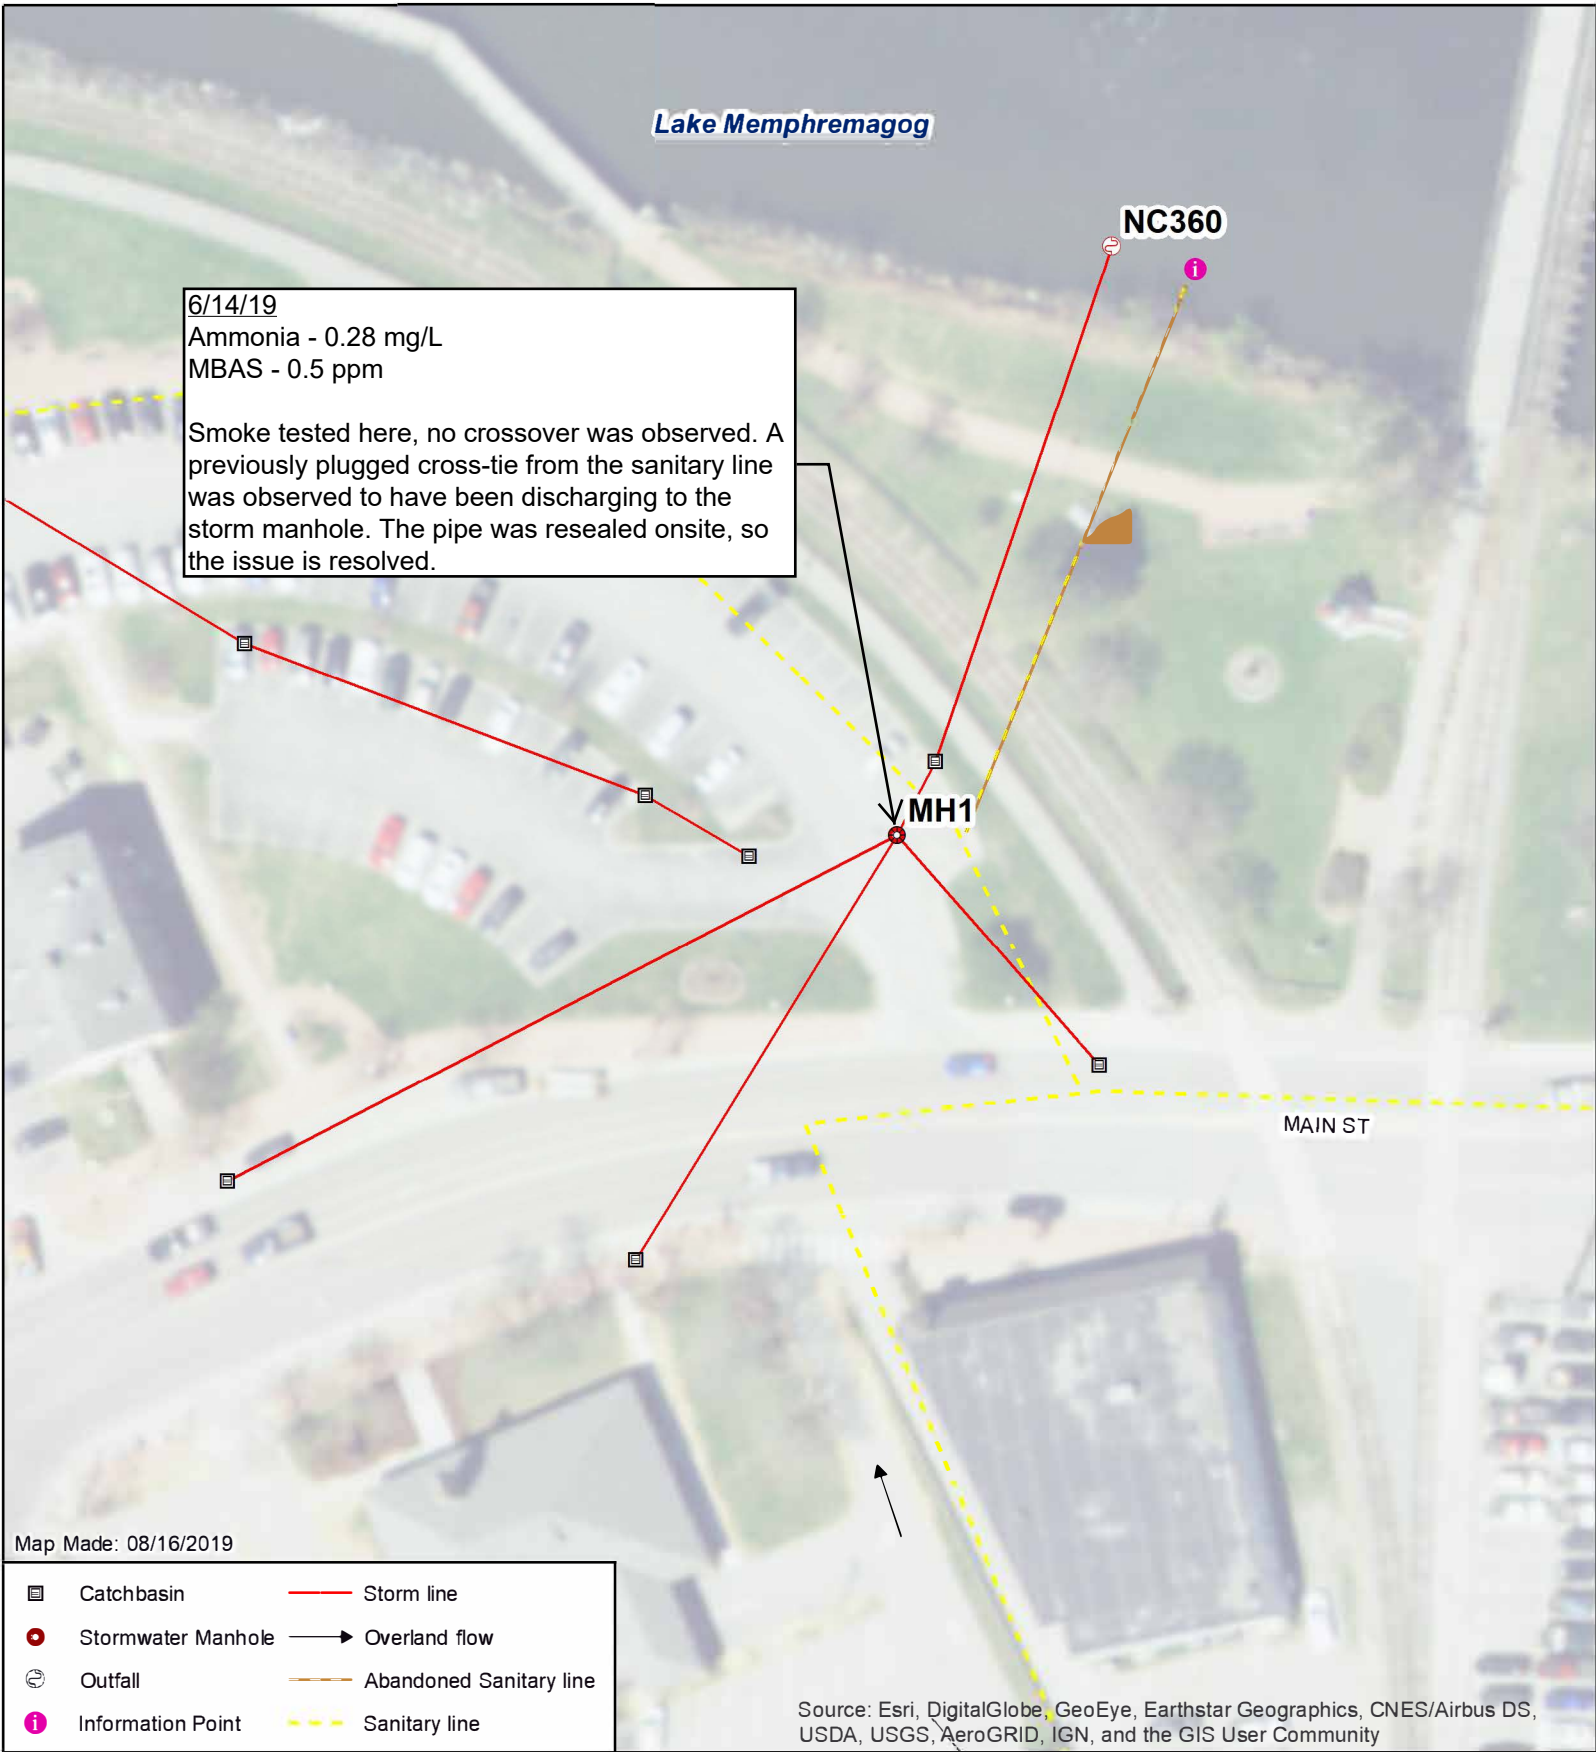 Lake Memphremagog
NC360
i
6/14/19
Ammonia - 0.28 mg/L
MBAS - 0.5 ppm
Smoke tested here, no crossover was observed. A
previously plugged cross-tie from the sanitary line
was observed to have been discharging to the
storm manhole. The pipe was resealed onsite, so
the issue is resolved.
MH1
MAIN ST
Map Made: 08/16/2019
Catchbasin
Storm line
Stormwater Manhole
Overland flow
Outfall
Abandoned Sanitary line
i Information Point
Sanitary line
Source: Esri, DigitalGlobe, GeoEye, Earthstar Geographics, CNES/Airbus DS,
USDA, USGS, AeroGRID, IGN, and the GIS User Community